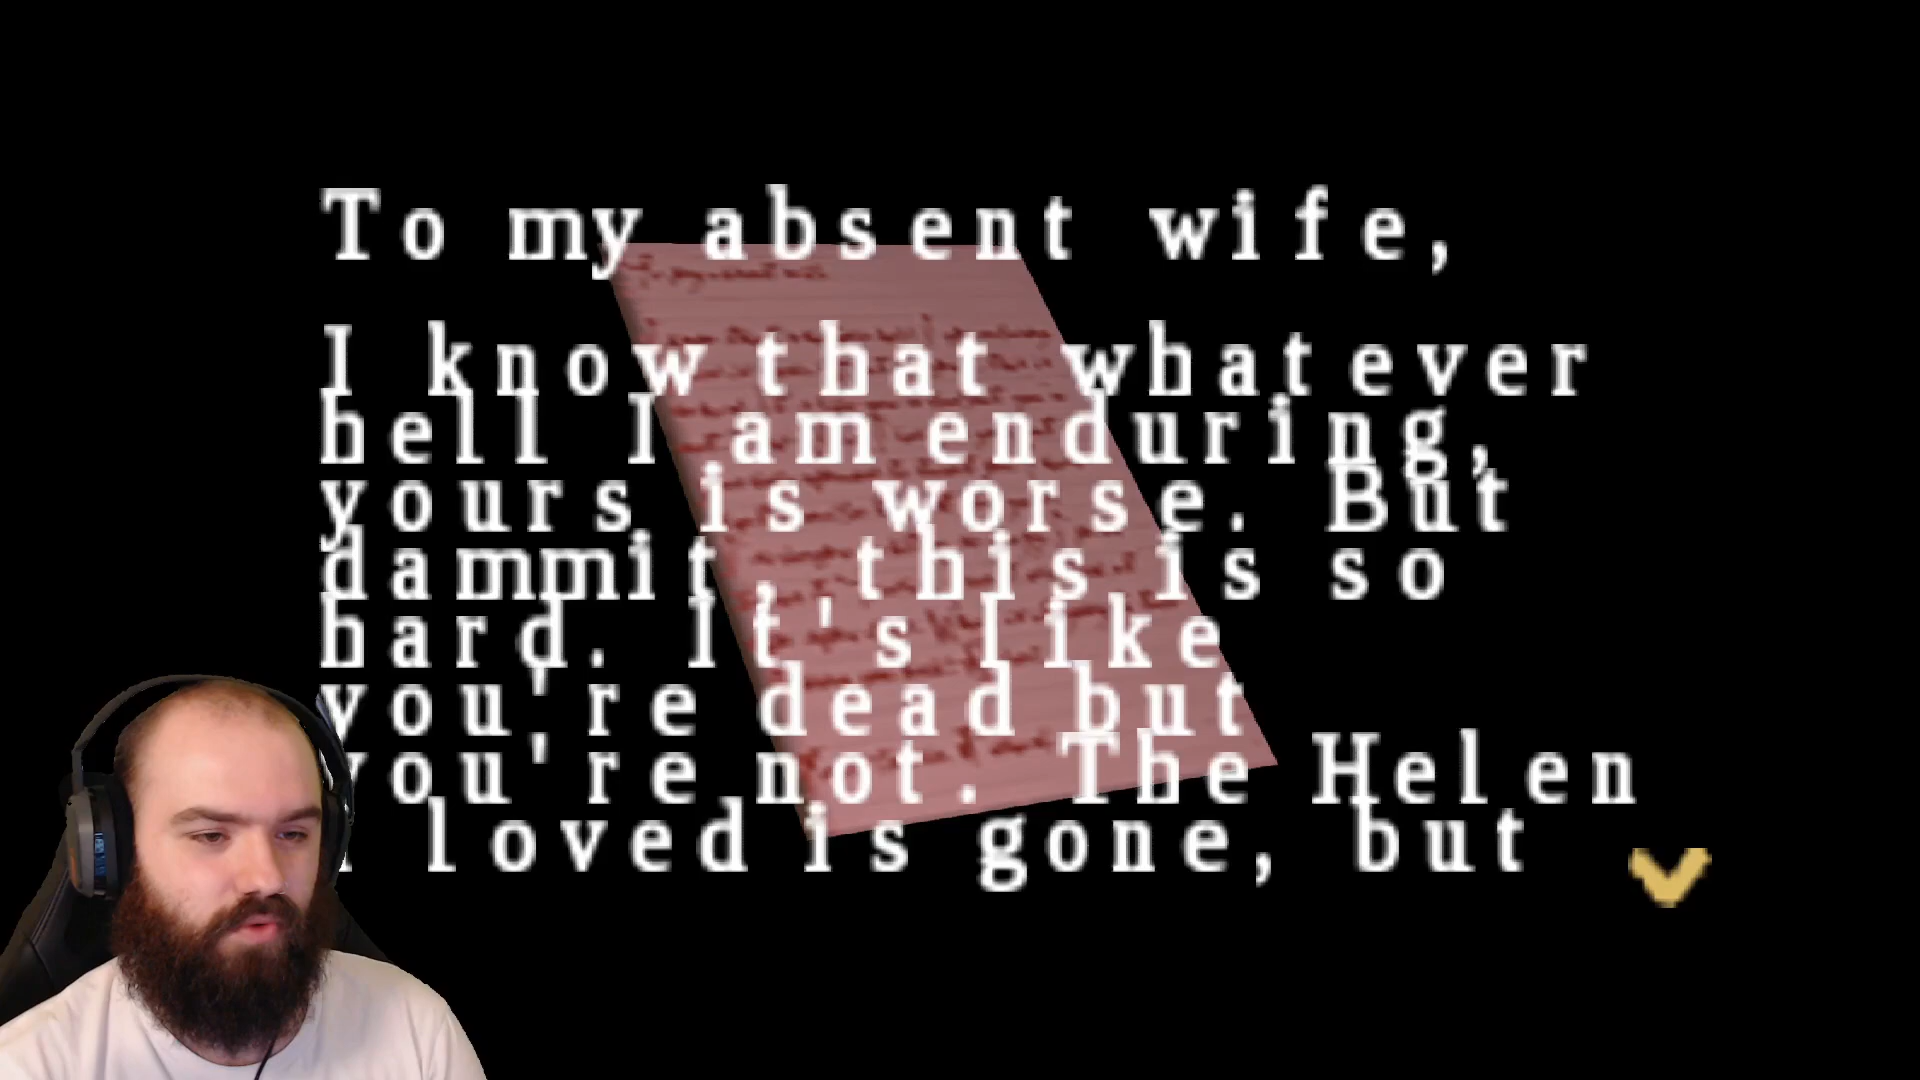 To my absent wife,
I know that whatever
hell I am enduring,
yours is worse. But
dammit, this is so
hard. It's like
you're dead but
you're not. The Helen
I loved is gone, but